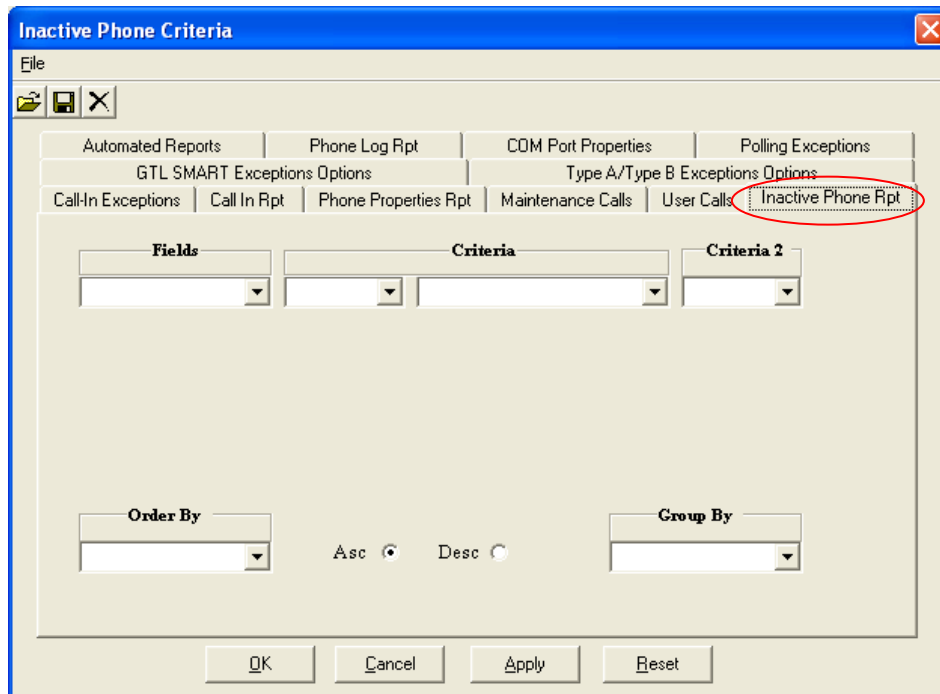 Inactive Phone Criteria
File
Automated Reports Phone Log Rpt COM Port Properties Polling Exceptions
GTL SMART Exceptions Options Type A/Type B Exceptions Options
Call-In Exceptions Call In Rpt Phone Properties Rpt Maintenance Calls User Calls Inactive Phone Rpt
Fields Criteria Criteria 2
Order By Group By
Asc Desc
OK Cancel Apply Reset